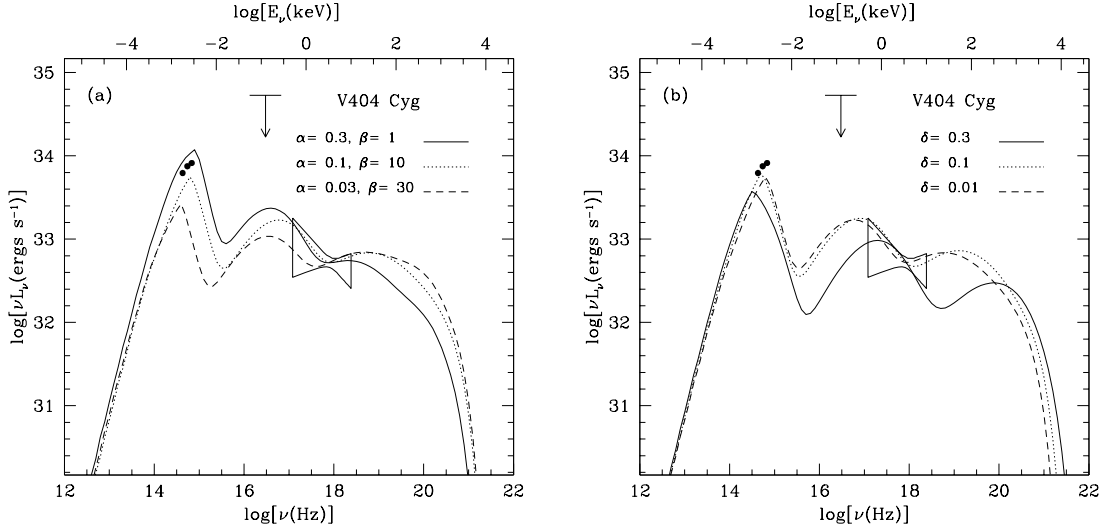 log[E_ν(keV)]
−4 −2 0 2 4
35
34
33
32
31
(a)
V404 Cyg
α= 0.3, β= 1
α= 0.1, β= 10
α= 0.03, β= 30
log[νL_ν(ergs s⁻¹)]
12 14 16 18 20 22
log[ν(Hz)]
log[E_ν(keV)]
−4 −2 0 2 4
35
34
33
32
31
(b)
V404 Cyg
δ= 0.3
δ= 0.1
δ= 0.01
log[νL_ν(ergs s⁻¹)]
12 14 16 18 20 22
log[ν(Hz)]